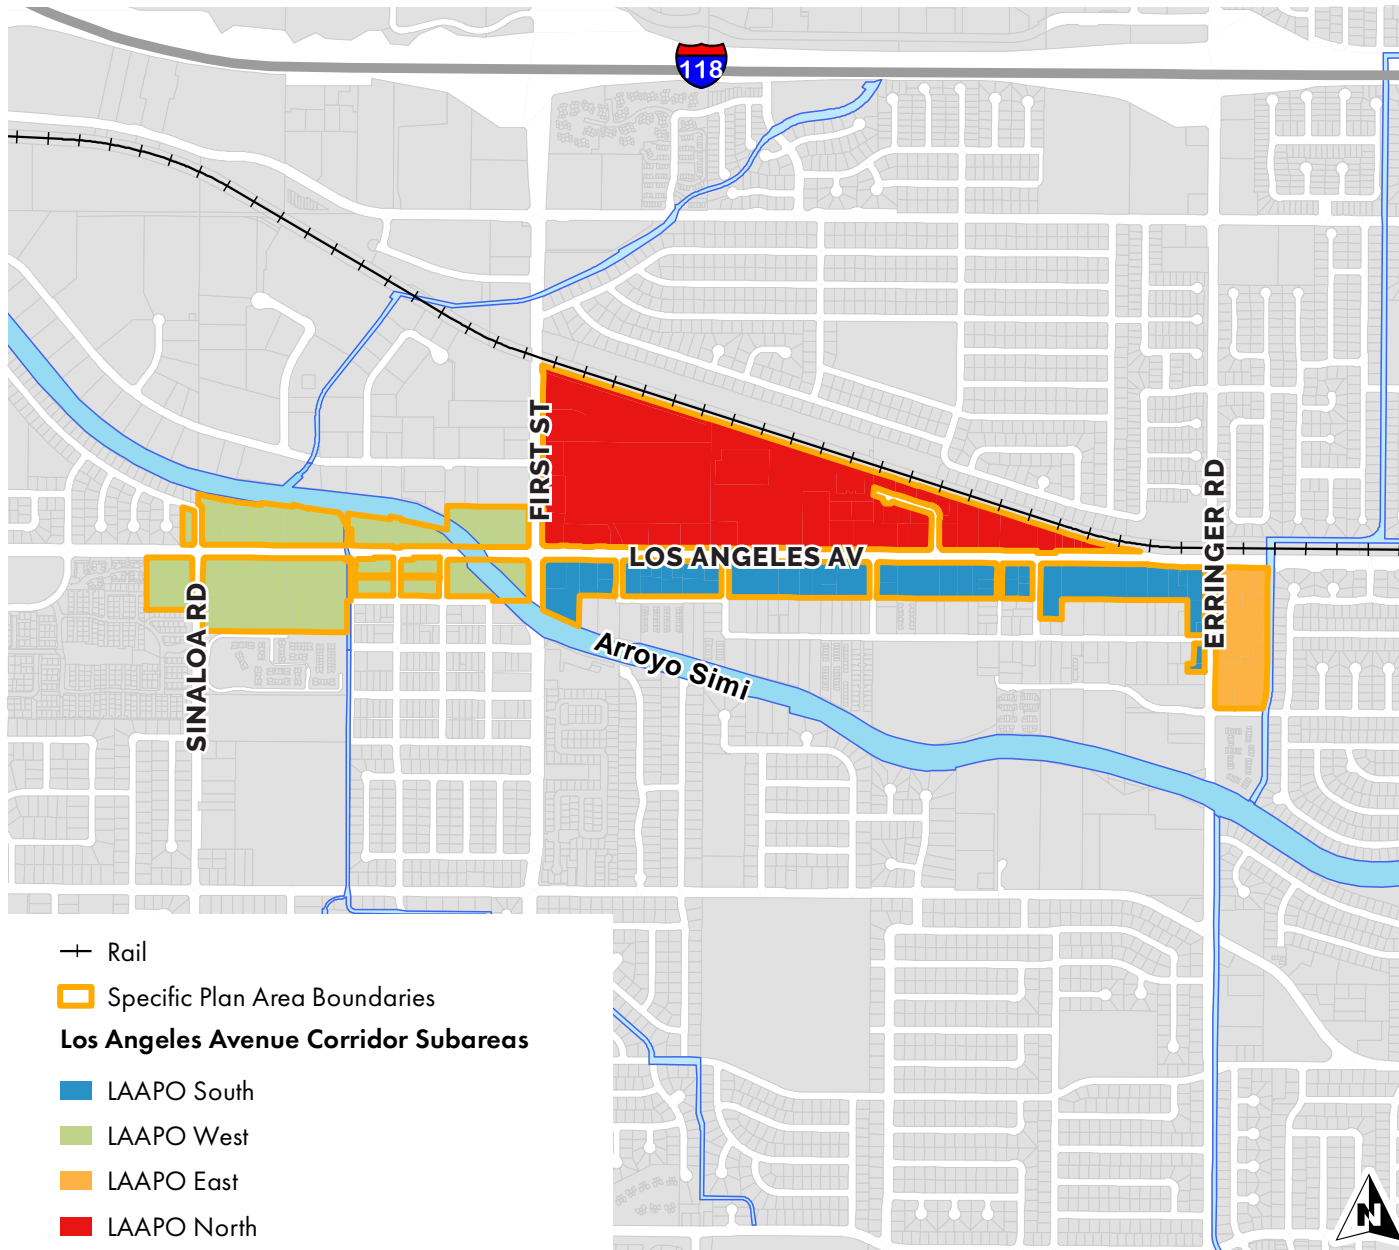 118
FIRST ST
ERRINGER RD
LOS ANGELES AV
SINALOA RD
Arroyo Simi
Rail
Specific Plan Area Boundaries
Los Angeles Avenue Corridor Subareas
LAAPO South
LAAPO West
LAAPO East
LAAPO North
N